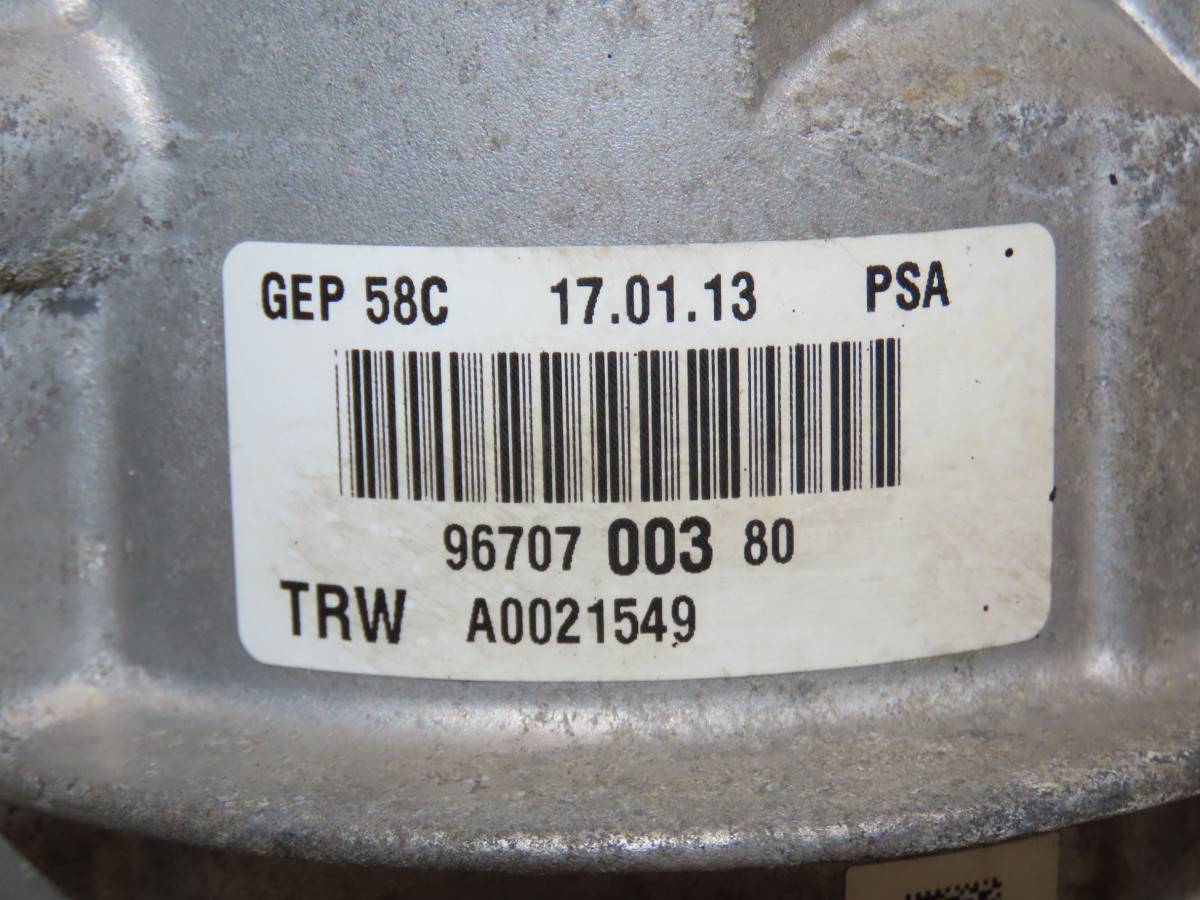 GEP 58C 17.01.13 PSA
96707 003 80
TRW A0021549